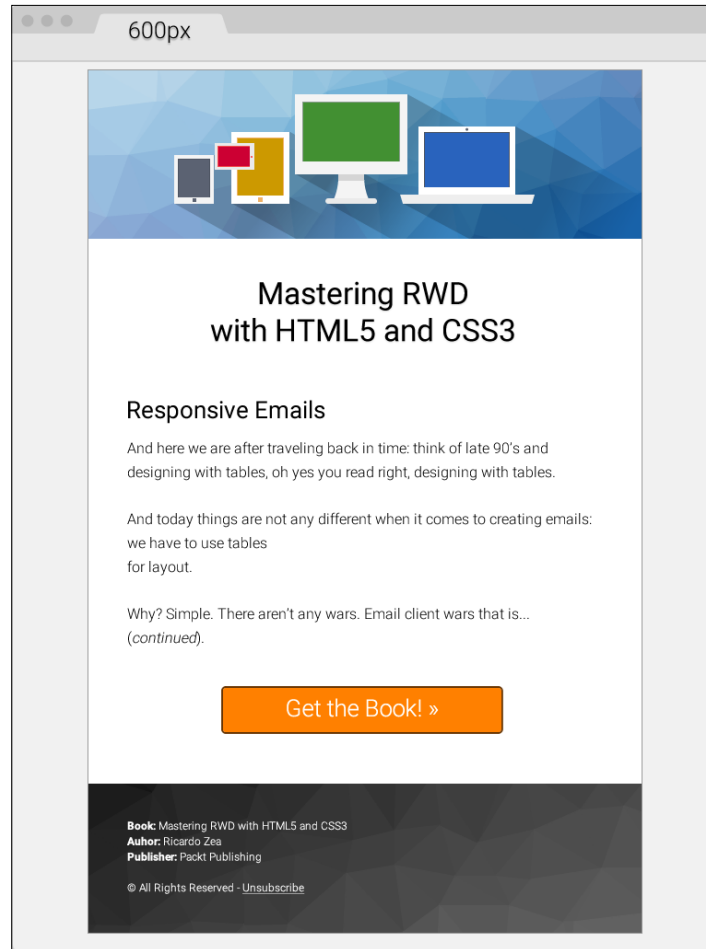 600px
Mastering RWD
with HTML5 and CSS3
Responsive Emails
And here we are after traveling back in time: think of late 90's and
designing with tables, oh yes you read right, designing with tables.
And today things are not any different when it comes to creating emails:
we have to use tables
for layout.
Why? Simple. There aren't any wars. Email client wars that is...
(continued).
Get the Book! »
Book: Mastering RWD with HTML5 and CSS3
Auhor: Ricardo Zea
Publisher: Packt Publishing
© All Rights Reserved - Unsubscribe